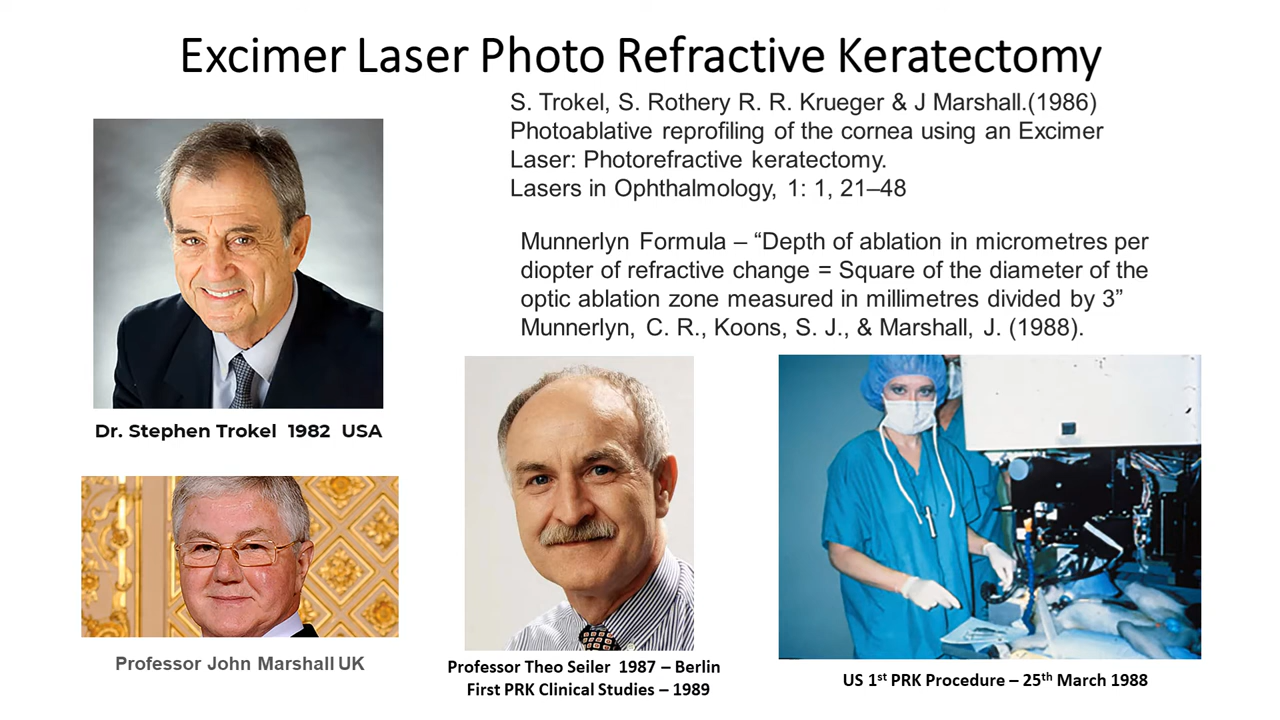 Excimer Laser Photo Refractive Keratectomy
S. Trokel, S. Rothery R. R. Krueger & J Marshall.(1986)
Photoablative reprofiling of the cornea using an Excimer
Laser: Photorefractive keratectomy.
Lasers in Ophthalmology, 1: 1, 21–48
Munnerlyn Formula – “Depth of ablation in micrometres per
diopter of refractive change = Square of the diameter of the
optic ablation zone measured in millimetres divided by 3”
Munnerlyn, C. R., Koons, S. J., & Marshall, J. (1988).
Dr. Stephen Trokel 1982 USA
Professor John Marshall UK
Professor Theo Seiler 1987 – Berlin
First PRK Clinical Studies – 1989
US 1st PRK Procedure – 25th March 1988